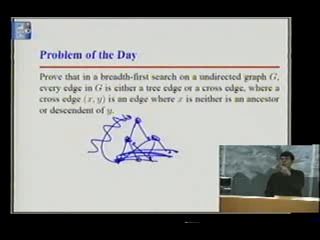 Problem of the Day
Prove that in a breadth-first search on a undirected graph G,
every edge in G is either a tree edge or a cross edge, where a
cross edge (x, y) is an edge where x is neither is an ancestor
or descendent of y.